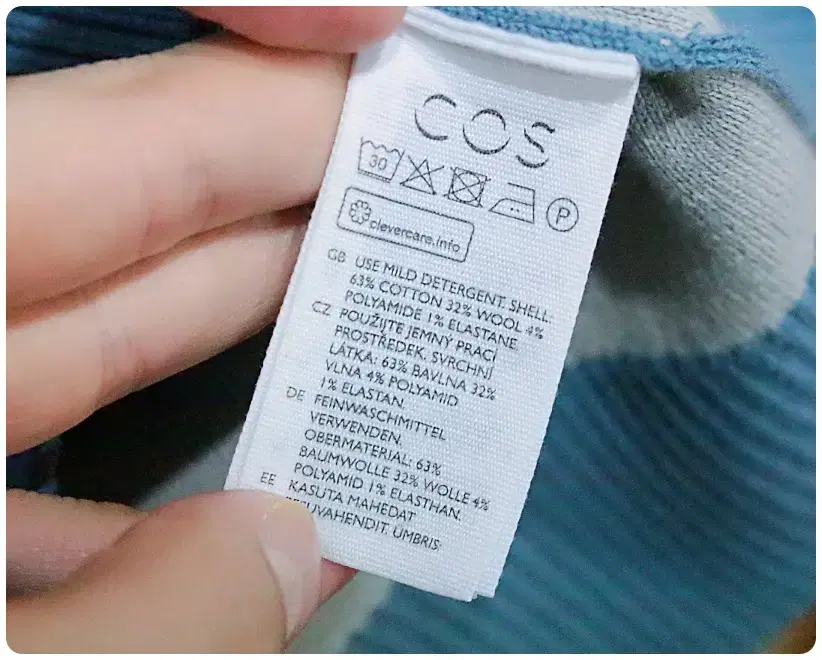 COS
30
P
clevercare.info
GB USE MILD DETERGENT. SHELL:
63% COTTON 32% WOOL 4%
POLYAMIDE 1% ELASTANE.
CZ POUŽIJTE JEMNÝ PRACÍ
PROSTŘEDEK. SVRCHNÍ
LÁTKA: 63% BAVLNA 32%
VLNA 4% POLYAMID
1% ELASTAN.
DE FEINWASCHMITTEL
VERWENDEN.
OBERMATERIAL: 63%
BAUMWOLLE 32% WOLLE 4%
POLYAMID 1% ELASTHAN.
EE KASUTA MAHEDAT
ÜMBRIS: